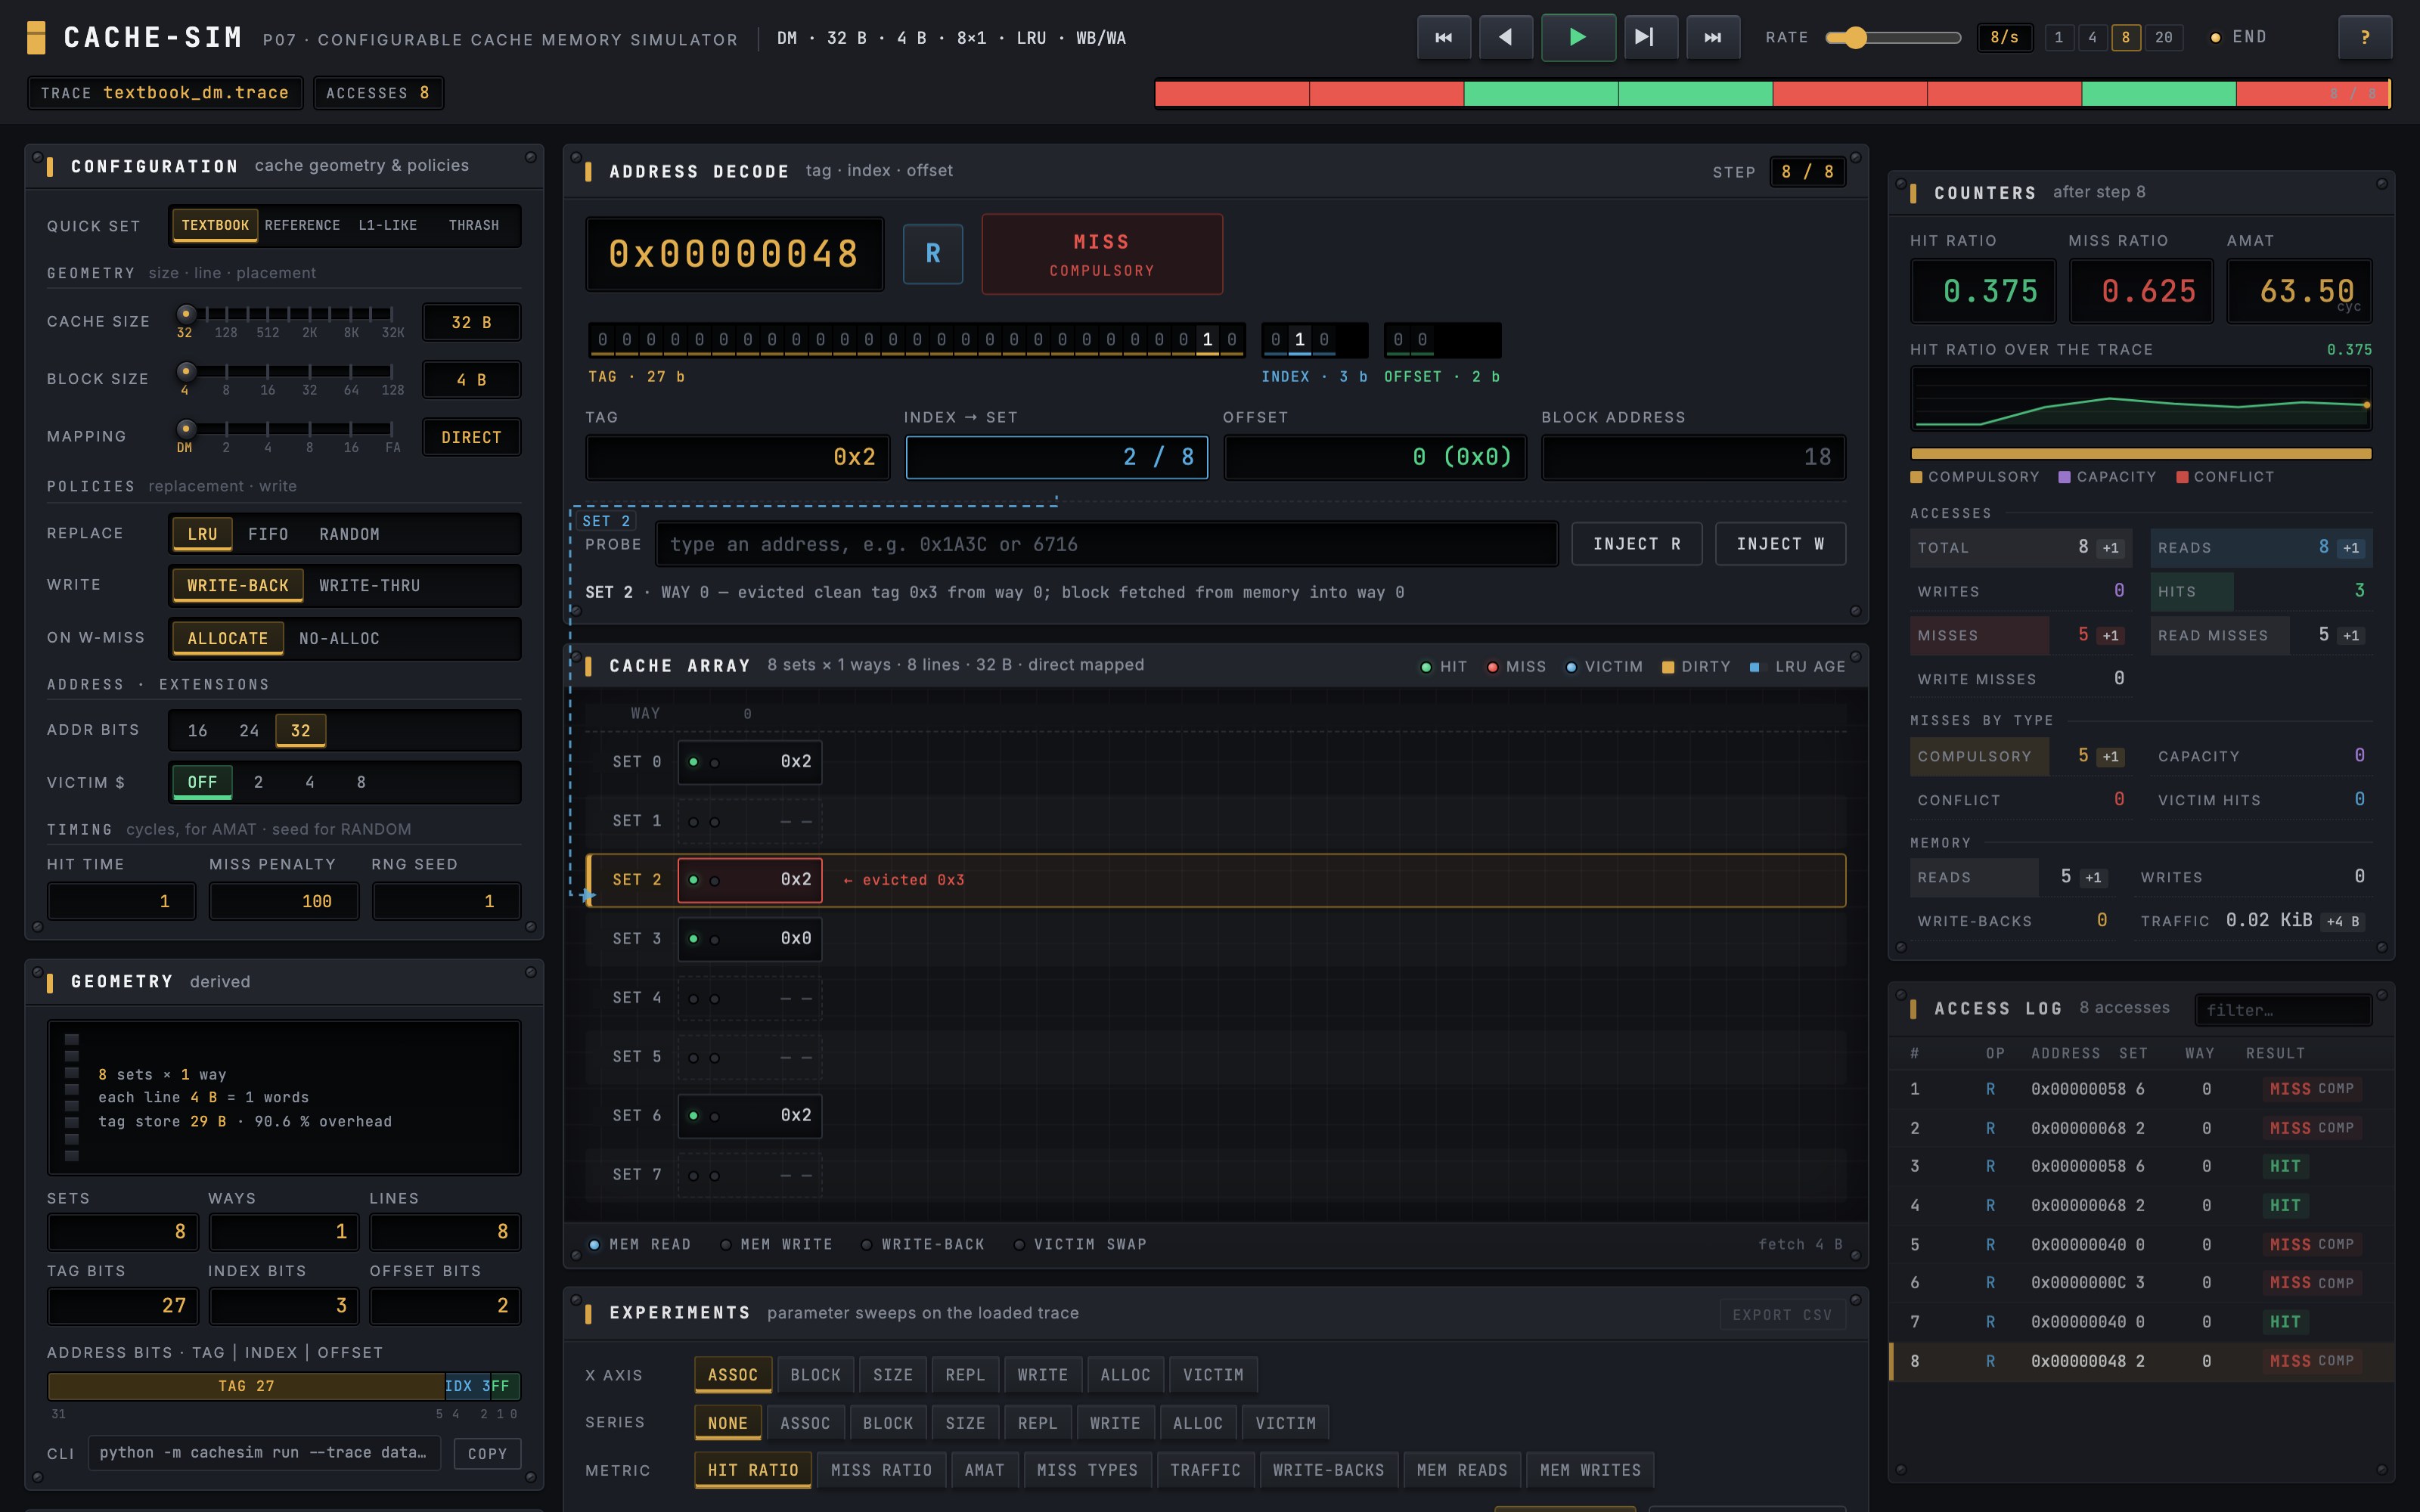 CACHE-SIM P07 · CONFIGURABLE CACHE MEMORY SIMULATOR DM · 32 B · 4 B · 8×1 · LRU · WB/WA RATE 8/s 1 4 8 20 END ?
TRACE textbook_dm.trace ACCESSES 8 8 / 8
CONFIGURATION cache geometry & policies
QUICK SET TEXTBOOK REFERENCE L1-LIKE THRASH
GEOMETRY size · line · placement
CACHE SIZE 32 128 512 2K 8K 32K 32 B
BLOCK SIZE 4 8 16 32 64 128 4 B
MAPPING DM 2 4 8 16 FA DIRECT
POLICIES replacement · write
REPLACE LRU FIFO RANDOM
WRITE WRITE-BACK WRITE-THRU
ON W-MISS ALLOCATE NO-ALLOC
ADDRESS · EXTENSIONS
ADDR BITS 16 24 32
VICTIM $ OFF 2 4 8
TIMING cycles, for AMAT · seed for RANDOM
HIT TIME MISS PENALTY RNG SEED
1 100 1
GEOMETRY derived
8 sets × 1 way
each line 4 B = 1 words
tag store 29 B · 90.6 % overhead
SETS WAYS LINES
8 1 8
TAG BITS INDEX BITS OFFSET BITS
27 3 2
ADDRESS BITS · TAG | INDEX | OFFSET
TAG 27 IDX 3 FF
31 5 4 2 1 0
CLI python -m cachesim run --trace data… COPY
ADDRESS DECODE tag · index · offset STEP 8 / 8
0x00000048 R MISS
COMPULSORY
0 0 0 0 0 0 0 0 0 0 0 0 0 0 0 0 0 0 0 0 0 0 0 0 0 1 0 0 1 0 0 0
TAG · 27 b INDEX · 3 b OFFSET · 2 b
TAG INDEX → SET OFFSET BLOCK ADDRESS
0x2 2 / 8 0 (0x0) 18
SET 2
PROBE type an address, e.g. 0x1A3C or 6716 INJECT R INJECT W
SET 2 · WAY 0 — evicted clean tag 0x3 from way 0; block fetched from memory into way 0
CACHE ARRAY 8 sets × 1 ways · 8 lines · 32 B · direct mapped HIT MISS VICTIM DIRTY LRU AGE
WAY 0
SET 0 0x2
SET 1 — —
SET 2 0x2 ← evicted 0x3
SET 3 0x0
SET 4 — —
SET 5 — —
SET 6 0x2
SET 7 — —
MEM READ MEM WRITE WRITE-BACK VICTIM SWAP fetch 4 B
EXPERIMENTS parameter sweeps on the loaded trace EXPORT CSV
X AXIS ASSOC BLOCK SIZE REPL WRITE ALLOC VICTIM
SERIES NONE ASSOC BLOCK SIZE REPL WRITE ALLOC VICTIM
METRIC HIT RATIO MISS RATIO AMAT MISS TYPES TRAFFIC WRITE-BACKS MEM READS MEM WRITES
COUNTERS after step 8
HIT RATIO MISS RATIO AMAT
0.375 0.625 63.50 cyc
HIT RATIO OVER THE TRACE 0.375
COMPULSORY CAPACITY CONFLICT
ACCESSES
TOTAL 8 +1 READS 8 +1
WRITES 0 HITS 3
MISSES 5 +1 READ MISSES 5 +1
WRITE MISSES 0
MISSES BY TYPE
COMPULSORY 5 +1 CAPACITY 0
CONFLICT 0 VICTIM HITS 0
MEMORY
READS 5 +1 WRITES 0
WRITE-BACKS 0 TRAFFIC 0.02 KiB +4 B
ACCESS LOG 8 accesses filter…
# OP ADDRESS SET WAY RESULT
1 R 0x00000058 6 0 MISS COMP
2 R 0x00000068 2 0 MISS COMP
3 R 0x00000058 6 0 HIT
4 R 0x00000068 2 0 HIT
5 R 0x00000040 0 0 MISS COMP
6 R 0x0000000C 3 0 MISS COMP
7 R 0x00000040 0 0 HIT
8 R 0x00000048 2 0 MISS COMP